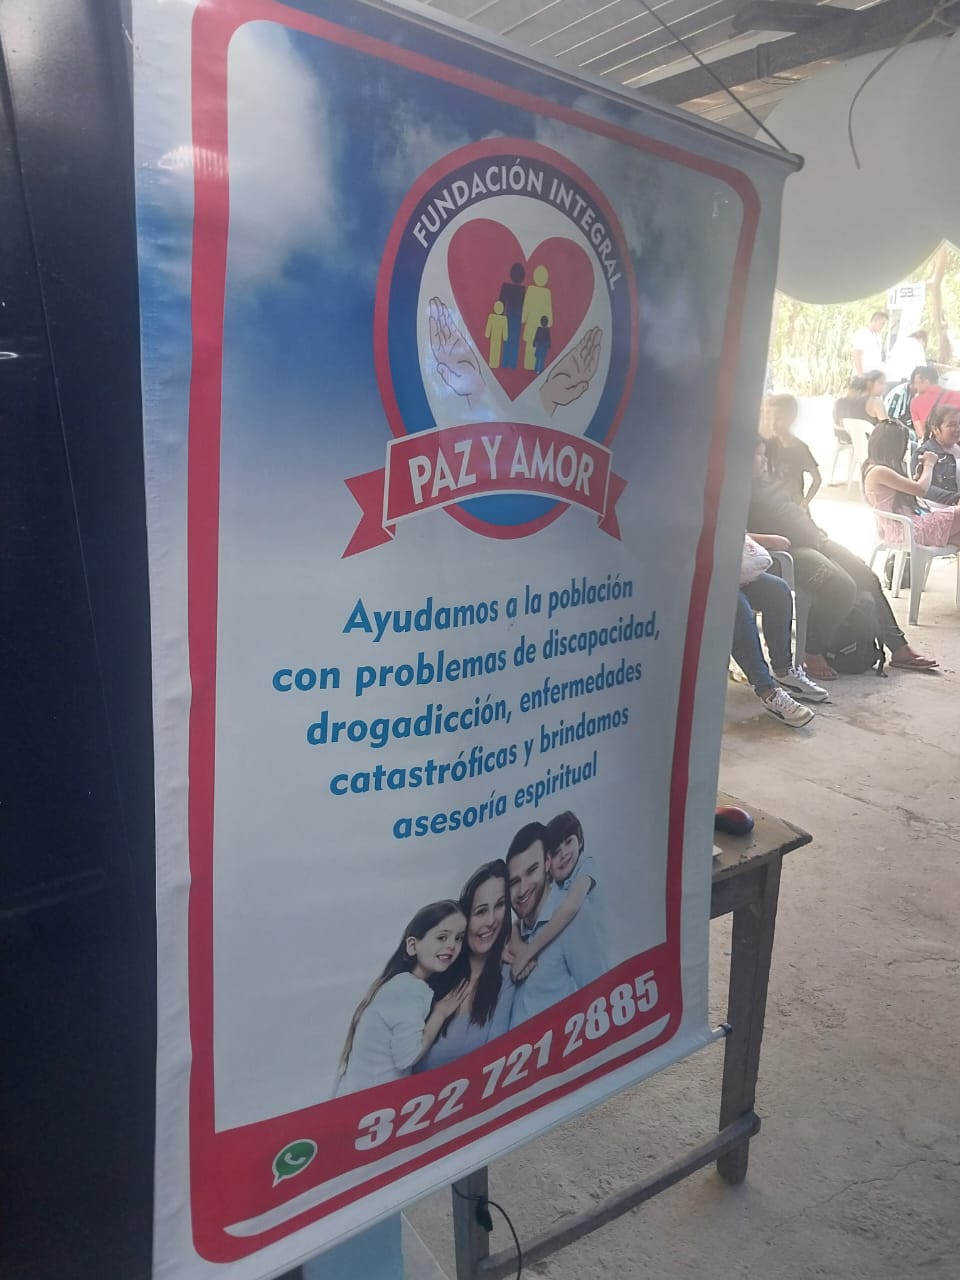 FUNDACIÓN INTEGRAL
PAZ Y AMOR
Ayudamos a la población
con problemas de discapacidad,
drogadicción, enfermedades
catastróficas y brindamos
asesoría espiritual
322 721 2885